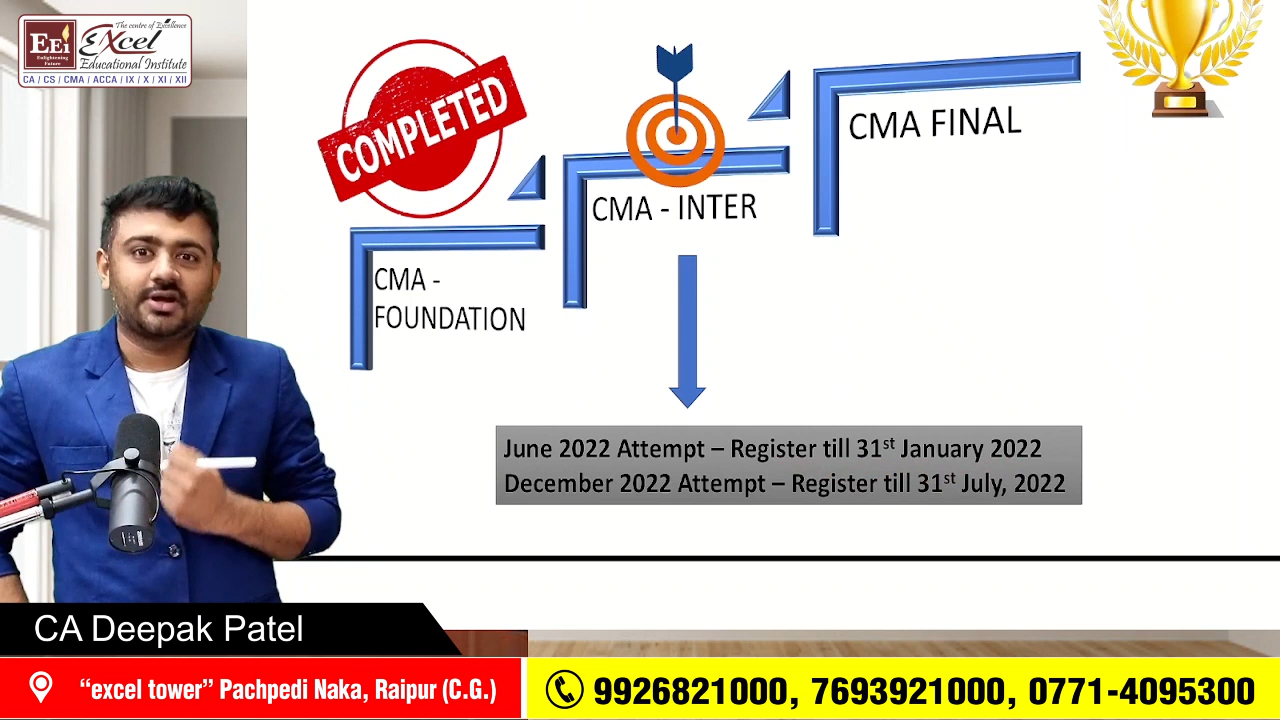 The centre of Excellence
EEi
Enlightening
Future
eXcel
Educational Institute
CA / CS / CMA / ACCA / IX / X / XI / XII
COMPLETED
CMA FINAL
CMA - INTER
CMA -
FOUNDATION
June 2022 Attempt – Register till 31st January 2022
December 2022 Attempt – Register till 31st July, 2022
CA Deepak Patel
“excel tower” Pachpedi Naka, Raipur (C.G.)
9926821000, 7693921000, 0771-4095300